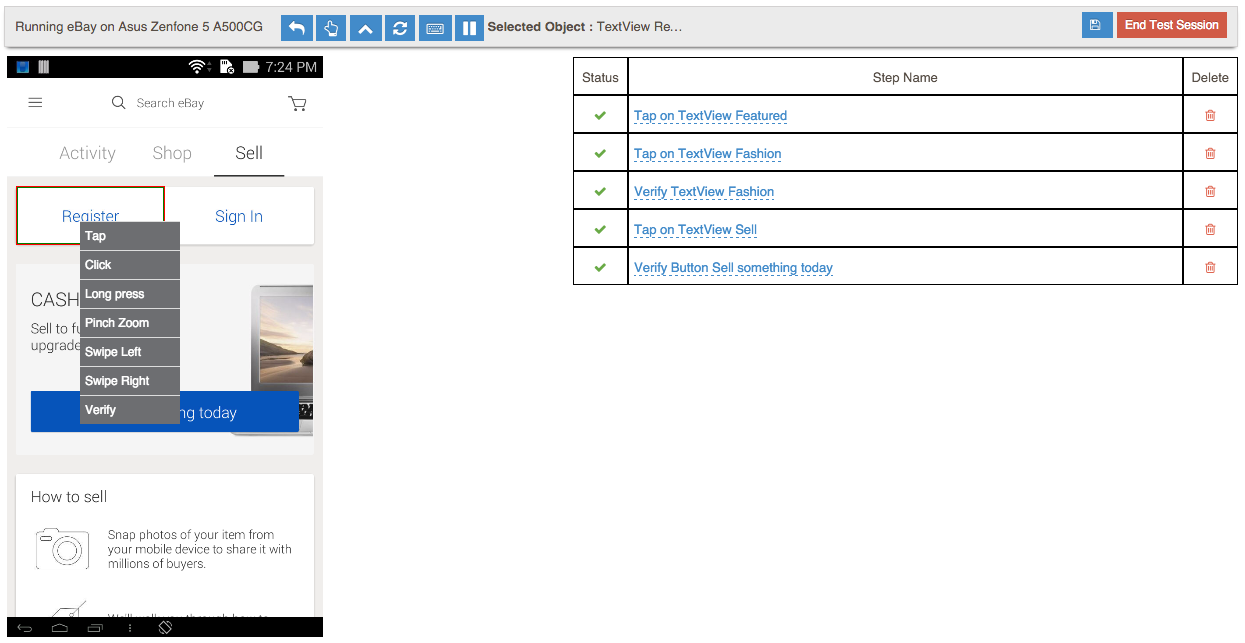 Running eBay on Asus Zenfone 5 A500CG
Selected Object : TextView Re...
End Test Session
7:24 PM
Search eBay
Activity Shop Sell
Register Sign In
Tap
Click
Long press
Pinch Zoom
Swipe Left
Swipe Right
Verify
CASH
Sell to
upgrade
today
How to sell
Snap photos of your item from
your mobile device to share it with
millions of buyers.
Status Step Name Delete
Tap on TextView Featured
Tap on TextView Fashion
Verify TextView Fashion
Tap on TextView Sell
Verify Button Sell something today